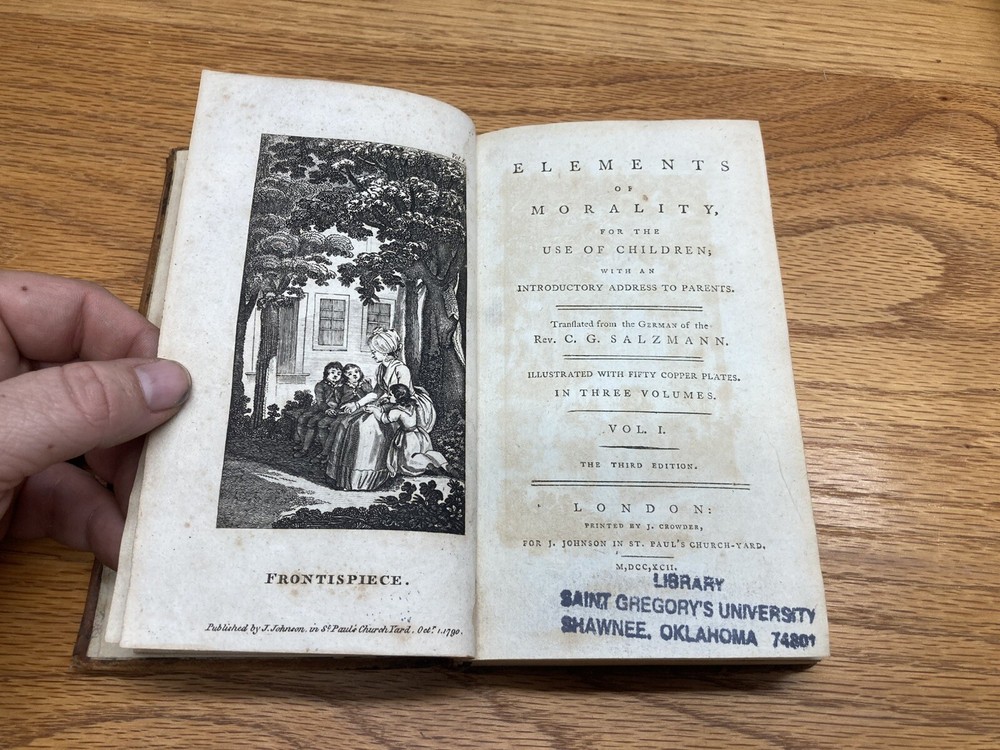 FRONTISPIECE.
Published by J. Johnson, in St. Paul's Church Yard, Octr. 1, 1790.
ELEMENTS
OF
MORALITY,
FOR THE
USE OF CHILDREN;
WITH AN
INTRODUCTORY ADDRESS TO PARENTS.
Tranſlated from the GERMAN of the
Rev. C. G. SALZMANN.
ILLUSTRATED WITH FIFTY COPPER PLATES.
IN THREE VOLUMES.
VOL. I.
THE THIRD EDITION.
LONDON:
PRINTED BY J. CROWDER,
FOR J. JOHNSON IN ST. PAUL'S CHURCH-YARD.
M,DCC,XCII.
LIBRARY
SAINT GREGORY'S UNIVERSITY
SHAWNEE, OKLAHOMA 74801